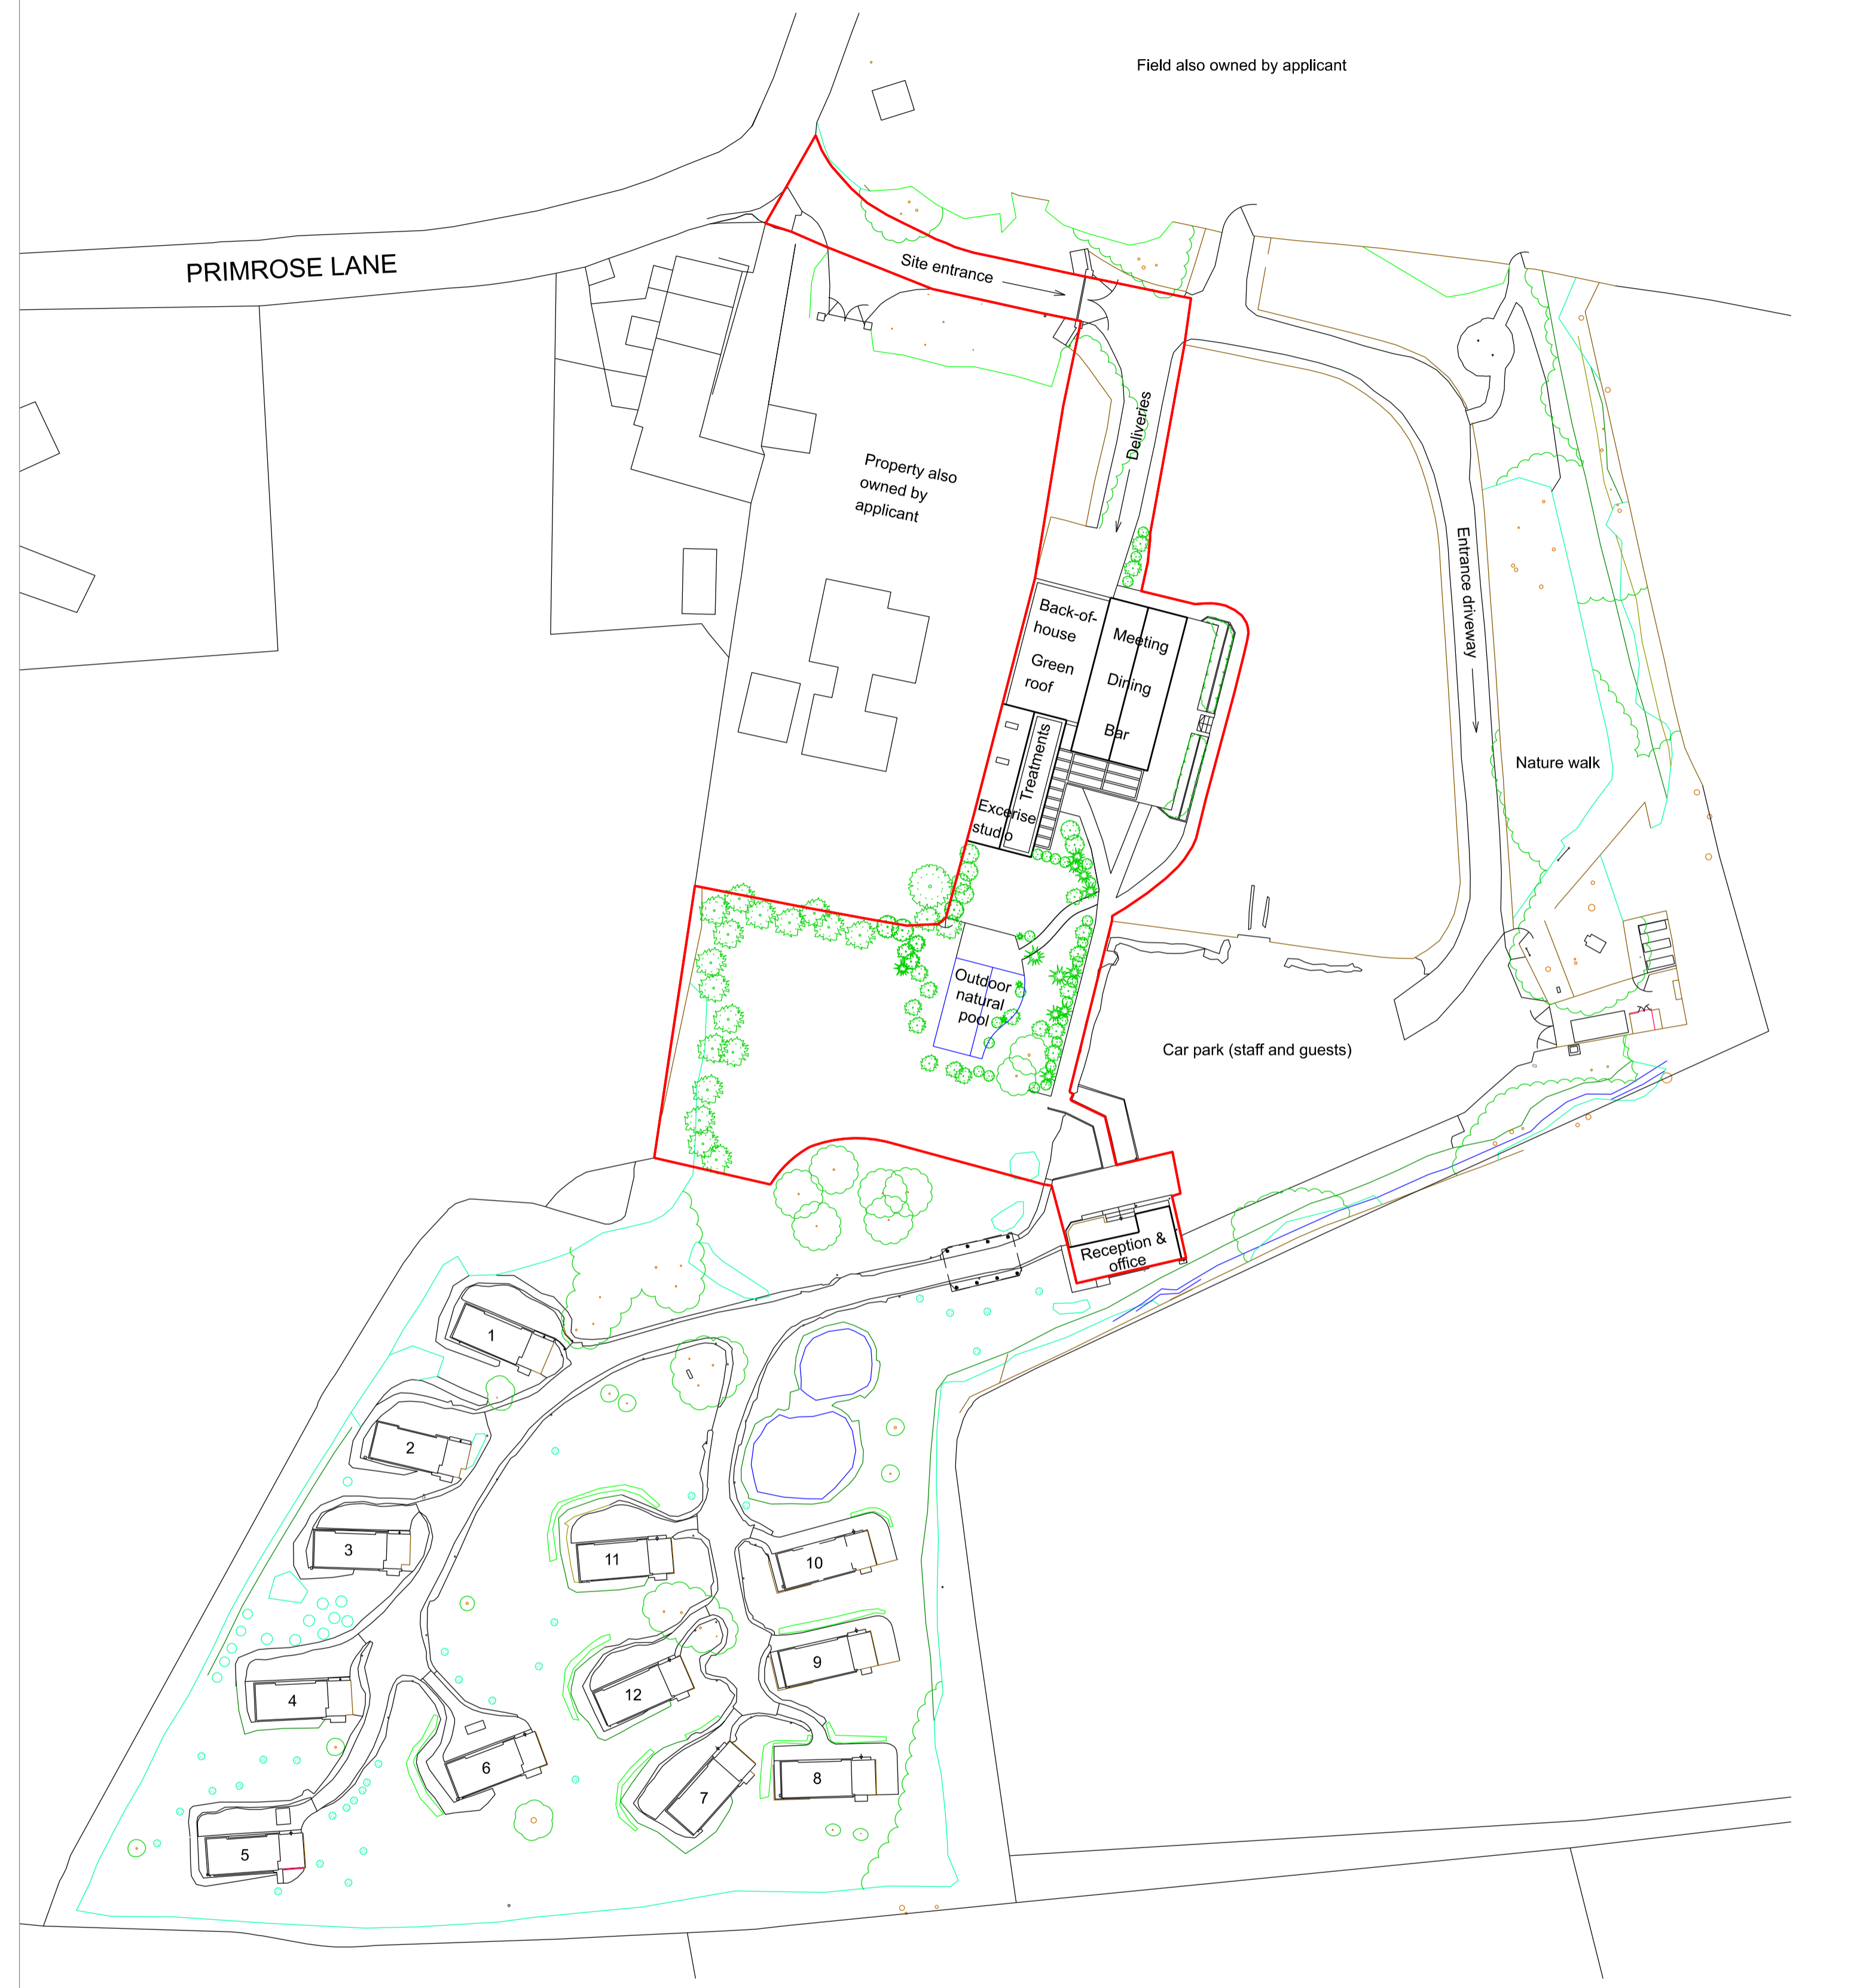 Field also owned by applicant
PRIMROSE LANE
Site entrance
Deliveries
Property also
owned by
applicant
Entrance driveway
Back-of-
house
Green
roof
Meeting
Dining
Bar
Treatments
Excerise
studio
Nature walk
Outdoor
natural
pool
Car park (staff and guests)
Reception &
office
1
2
3
4
5
6
7
8
9
10
11
12